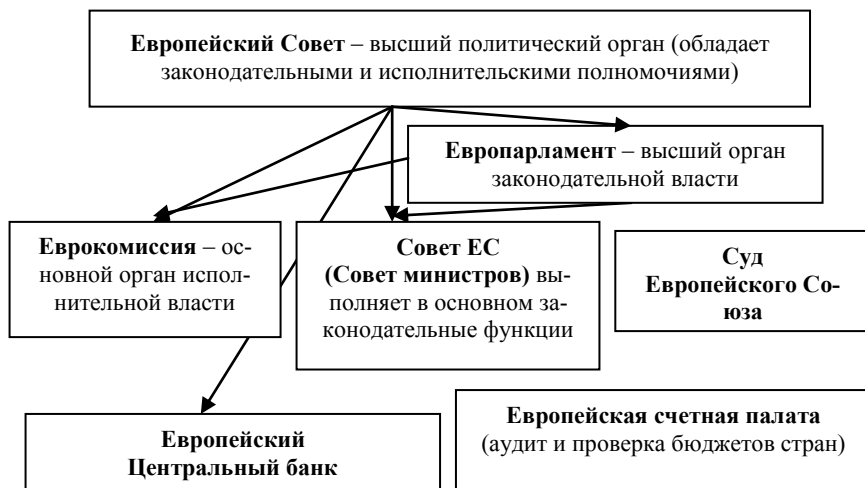 Европейский Совет – высший политический орган (обладает
законодательными и исполнительскими полномочиями)
Европарламент – высший орган
законодательной власти
Еврокомиссия – ос-
новной орган испол-
нительной власти
Совет ЕС
(Совет министров) вы-
полняет в основном за-
конодательные функции
Суд
Европейского Со-
юза
Европейский
Центральный банк
Европейская счетная палата
(аудит и проверка бюджетов стран)